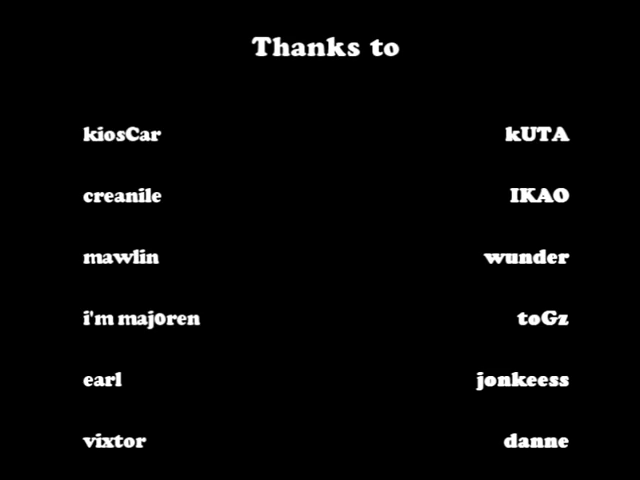 Thanks to
kiosCar kUTA
creanile IKAO
mawlin wunder
i'm maj0ren toGz
earl jonkeess
vixtor danne